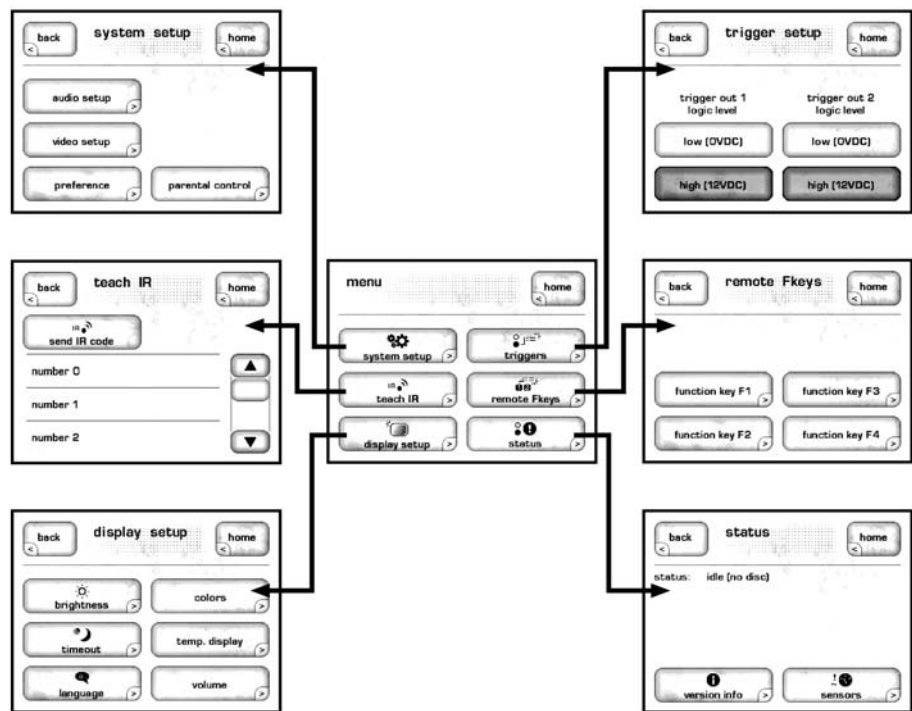 back system setup home
audio setup
video setup
preference parental control
back trigger setup home
trigger out 1 trigger out 2
logic level logic level
low (0VDC) low (0VDC)
high (12VDC) high (12VDC)
back teach IR home
IR
send IR code
number 0
number 1
number 2
menu home
system setup triggers
IR
teach IR remote Fkeys
display setup status
back remote Fkeys home
function key F1 function key F3
function key F2 function key F4
back display setup home
brightness colors
timeout temp. display
language volume
back status home
status: idle (no disc)
version info sensors